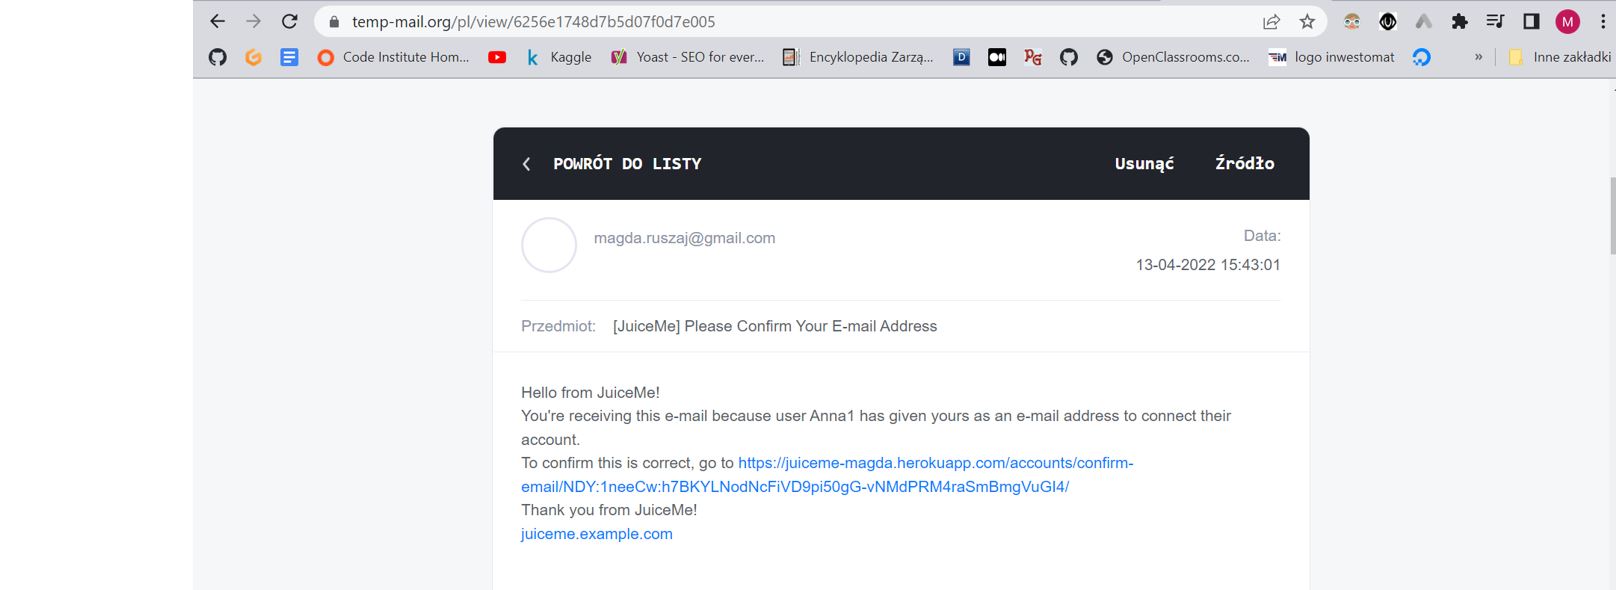 temp-mail.org/pl/view/6256e1748d7b5d07f0d7e005
M
Code Institute Hom... k Kaggle Yoast - SEO for ever... Encyklopedia Zarzą... D PG OpenClassrooms.co... M logo inwestomat » Inne zakładki
POWRÓT DO LISTY Usunąć Źródło
magda.ruszaj@gmail.com Data:
13-04-2022 15:43:01
Przedmiot: [JuiceMe] Please Confirm Your E-mail Address
Hello from JuiceMe!
You're receiving this e-mail because user Anna1 has given yours as an e-mail address to connect their
account.
To confirm this is correct, go to https://juiceme-magda.herokuapp.com/accounts/confirm-
email/NDY:1neeCw:h7BKYLNodNcFiVD9pi50gG-vNMdPRM4raSmBmgVuGI4/
Thank you from JuiceMe!
juiceme.example.com